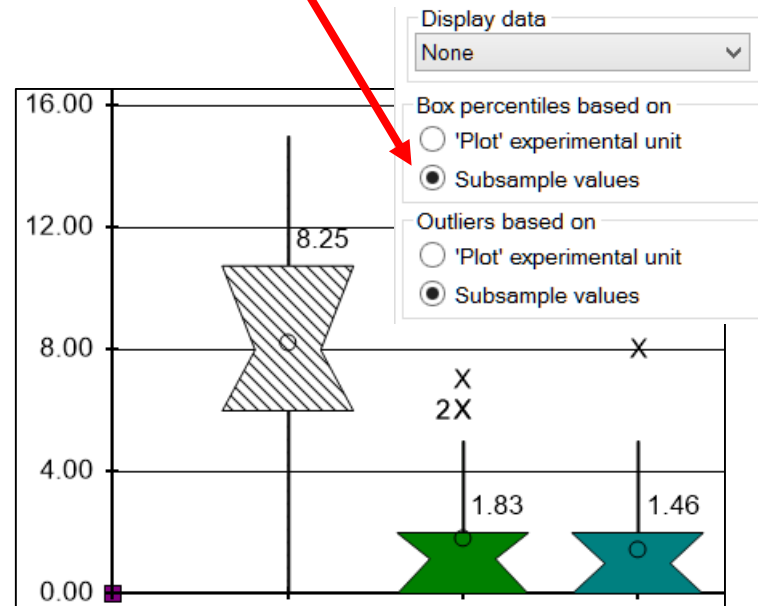 Display data
None
Box percentiles based on
'Plot' experimental unit
Subsample values
Outliers based on
'Plot' experimental unit
Subsample values
16.00
12.00
8.25
8.00
X
X
2X
4.00
1.83
1.46
0.00